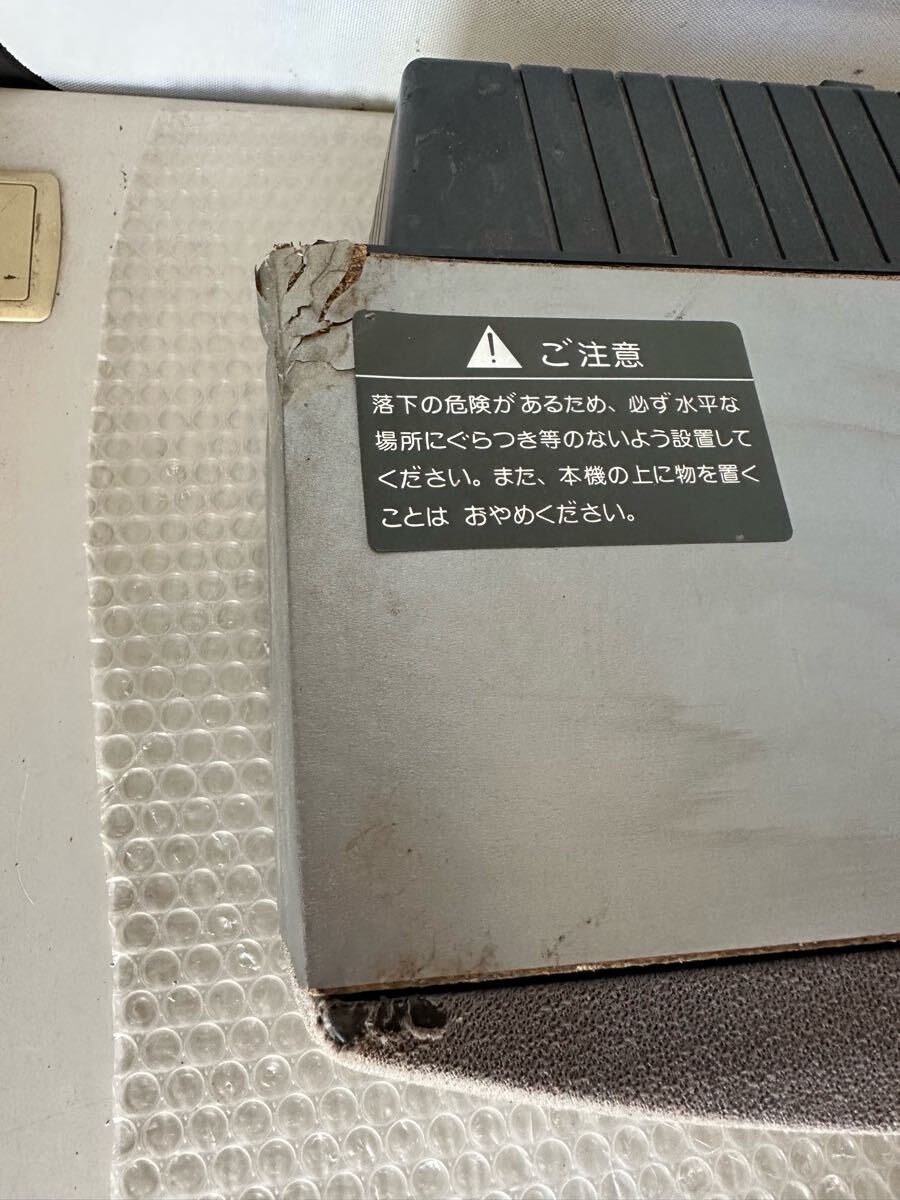 ご注意
落下の危険があるため、必ず水平な
場所にぐらつき等のないよう設置して
ください。また、本機の上に物を置く
ことは おやめください。